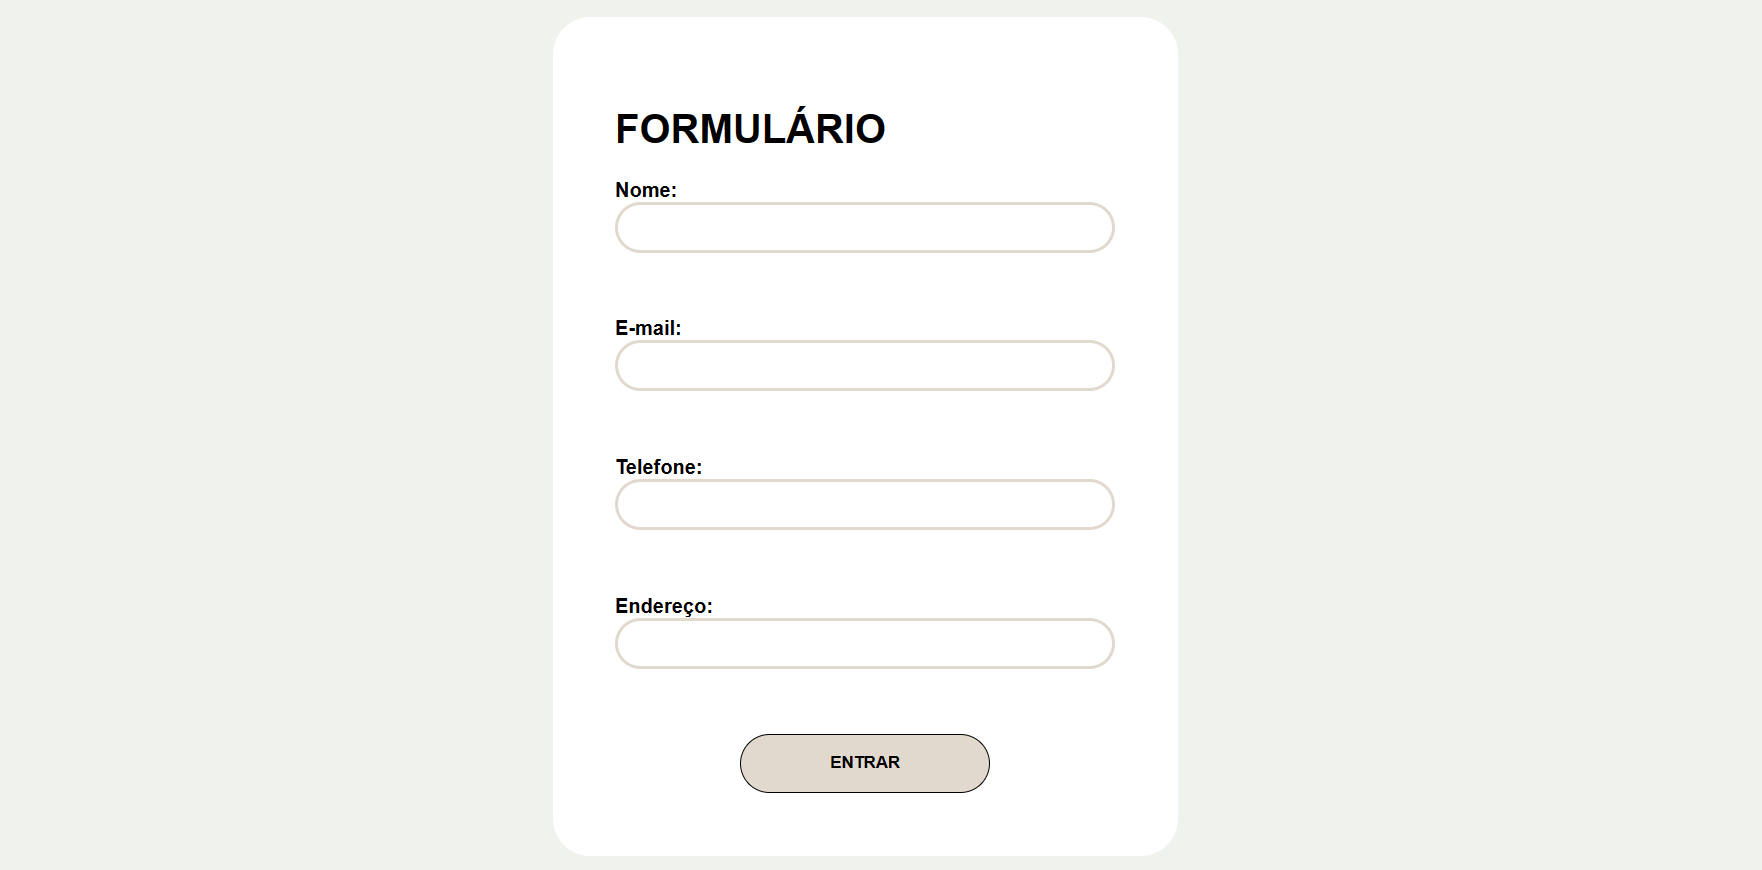 FORMULÁRIO
Nome:
E-mail:
Telefone:
Endereço:
ENTRAR